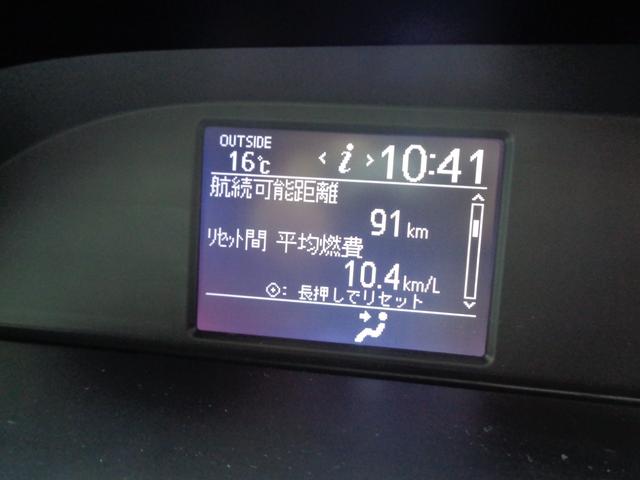 OUTSIDE
16℃
< i > 10:41
航続可能距離
91 km
リセット間 平均燃費
10.4 km/L
: 長押しでリセット